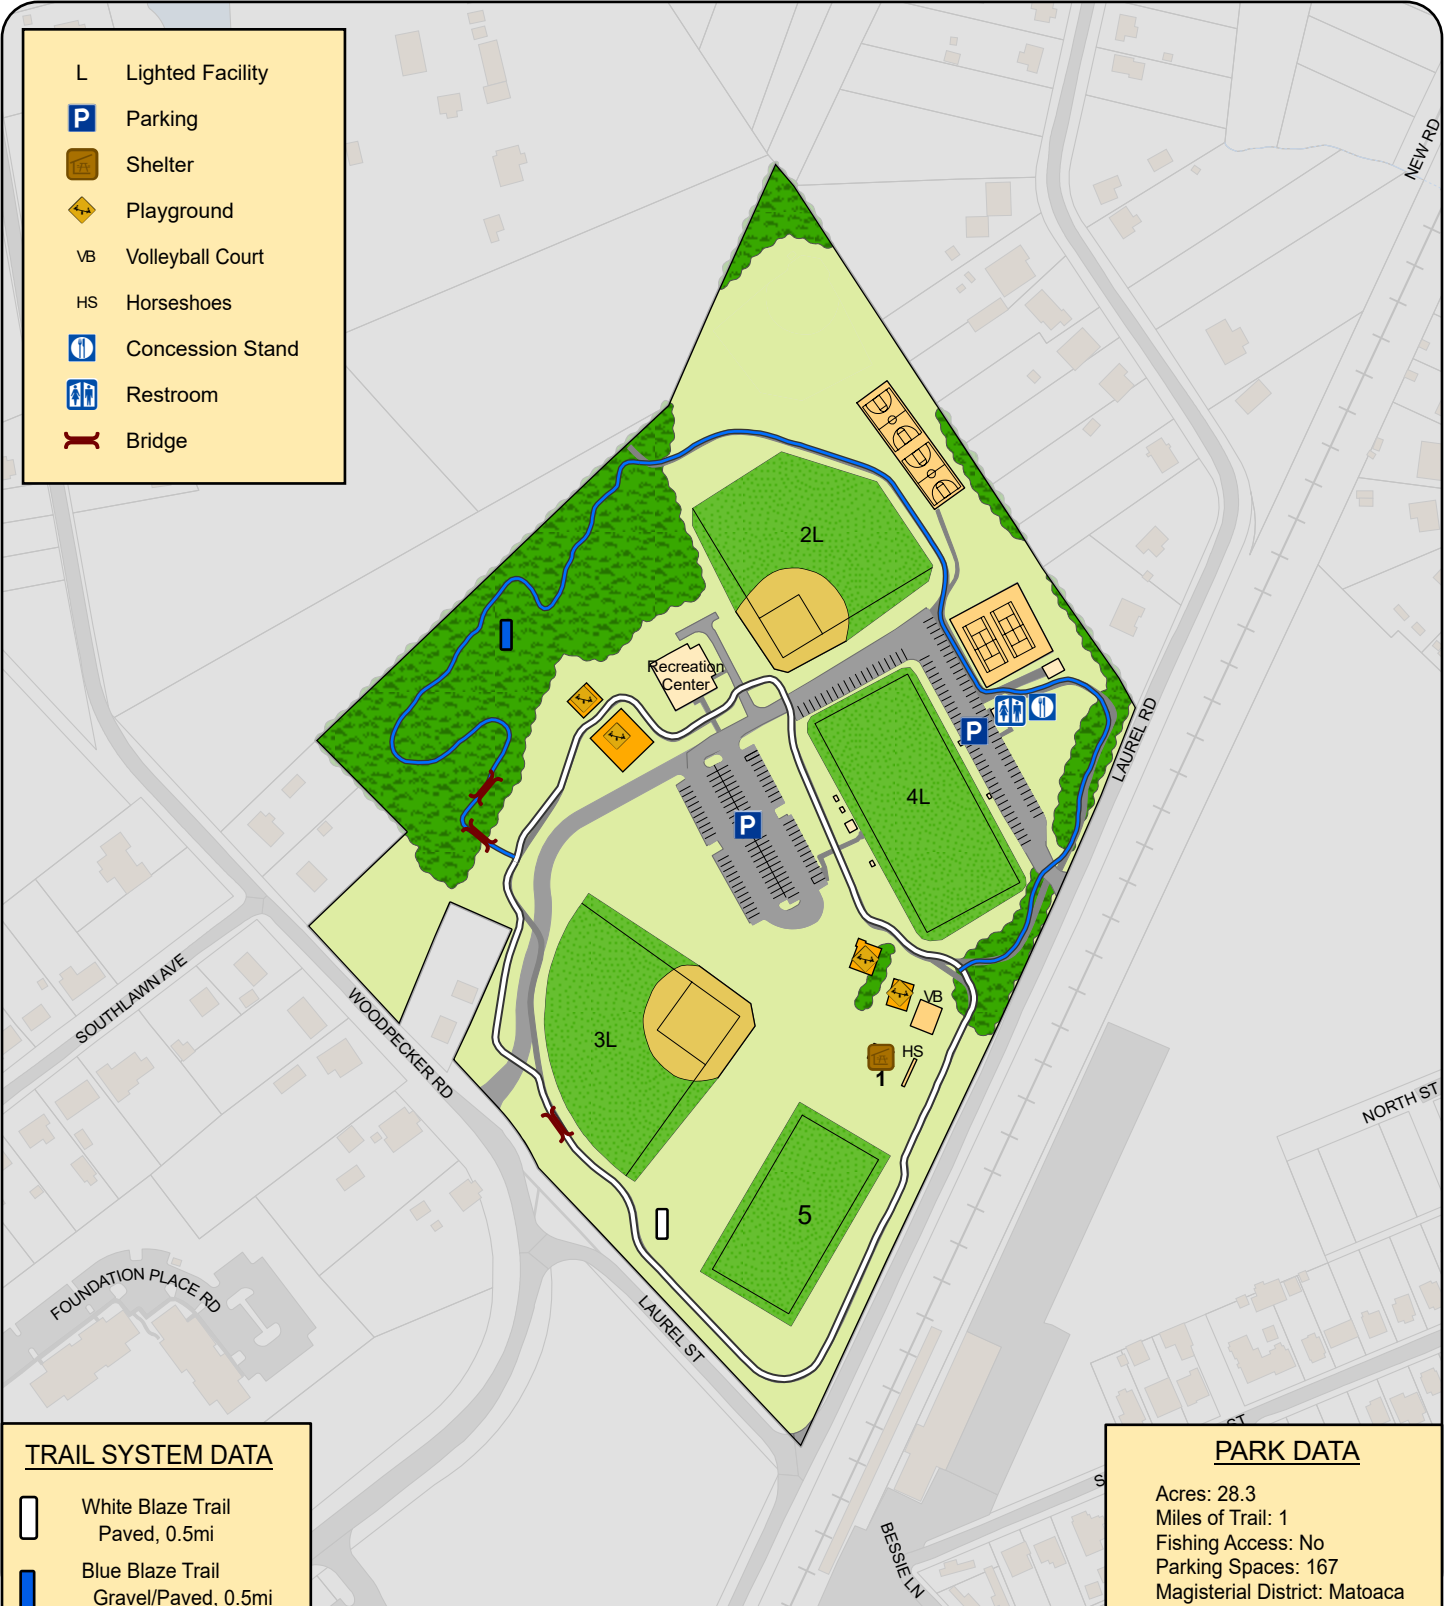 L Lighted Facility
P Parking
Shelter
Playground
VB Volleyball Court
HS Horseshoes
Concession Stand
Restroom
Bridge
NEW RD
2L
Recreation
Center
P
4L
LAUREL RD
P
SOUTHLAWN AVE
WOODPECKER RD
3L
VB
HS
1
NORTH ST
5
FOUNDATION PLACE RD
LAUREL ST
ST
S
BESSIE LN
TRAIL SYSTEM DATA
White Blaze Trail
Paved, 0.5mi
Blue Blaze Trail
Gravel/Paved, 0.5mi
PARK DATA
Acres: 28.3
Miles of Trail: 1
Fishing Access: No
Parking Spaces: 167
Magisterial District: Matoaca